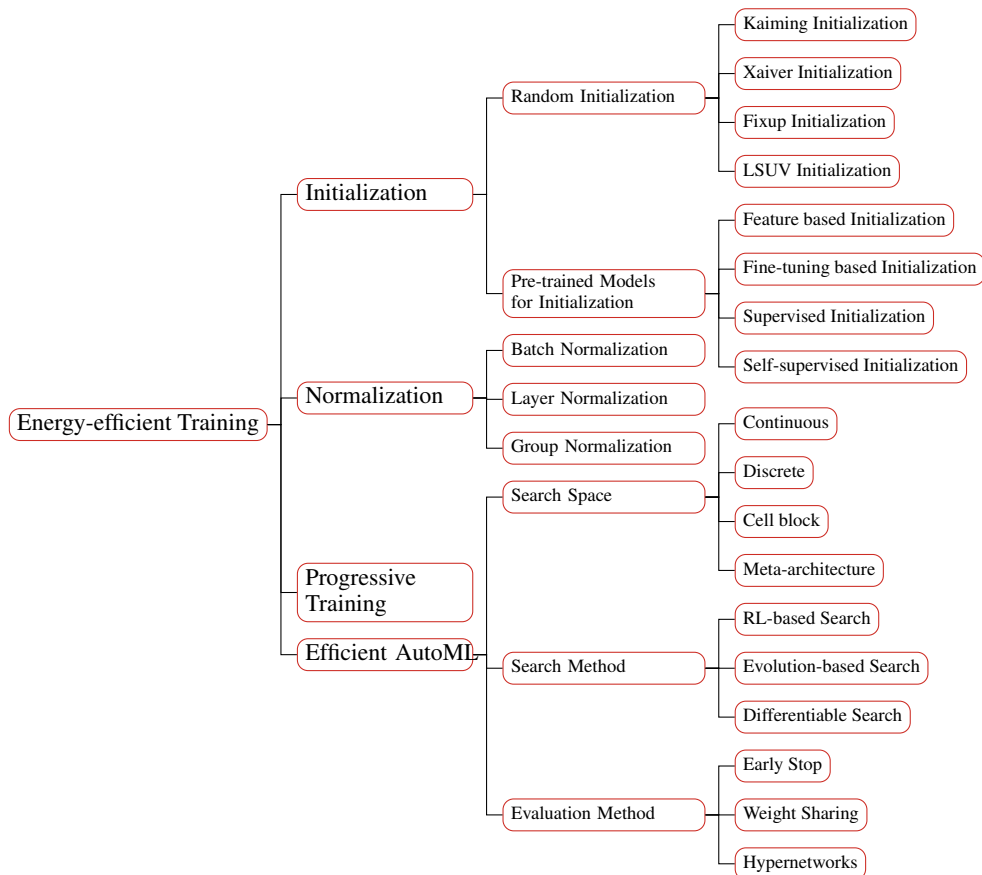 Energy-efficient Training
Initialization
Random Initialization
Kaiming Initialization
Xaiver Initialization
Fixup Initialization
LSUV Initialization
Pre-trained Models
for Initialization
Feature based Initialization
Fine-tuning based Initialization
Supervised Initialization
Self-supervised Initialization
Normalization
Batch Normalization
Layer Normalization
Group Normalization
Progressive
Training
Efficient AutoML
Search Space
Continuous
Discrete
Cell block
Meta-architecture
Search Method
RL-based Search
Evolution-based Search
Differentiable Search
Evaluation Method
Early Stop
Weight Sharing
Hypernetworks